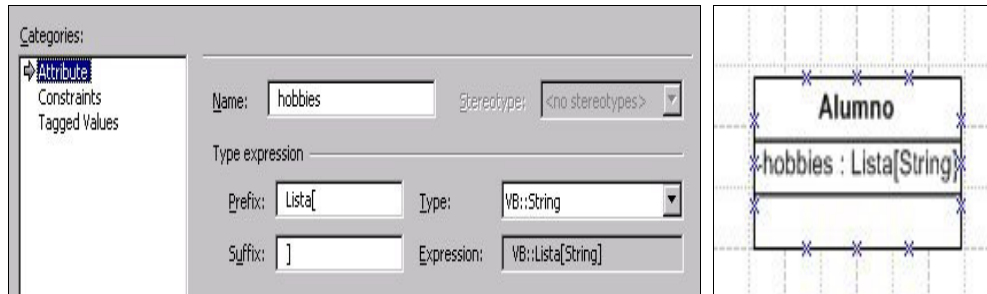 Categories:
Attribute
Constraints
Tagged Values
Name: hobbies Stereotype: <no stereotypes>
Type expression
Prefix: Lista[ Type: VB::String
Suffix: ] Expression: VB::Lista[String]
Alumno
-hobbies : Lista[String]